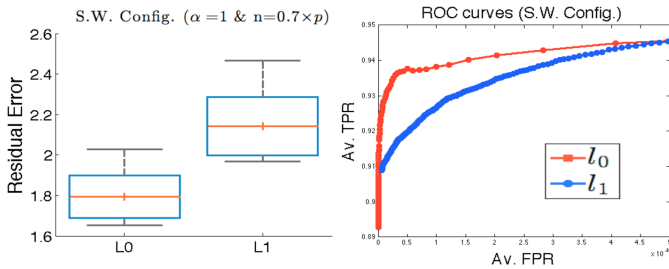 S.W. Config. (α=1 & n=0.7×p)
Residual Error
2.6
2.4
2.2
2
1.8
1.6
L0
L1
ROC curves (S.W. Config.)
Av. TPR
0.95
0.94
0.93
0.92
0.91
0.9
0.89
l0
l1
0
0.5
1
1.5
2
2.5
3
3.5
4
4.5
Av. FPR